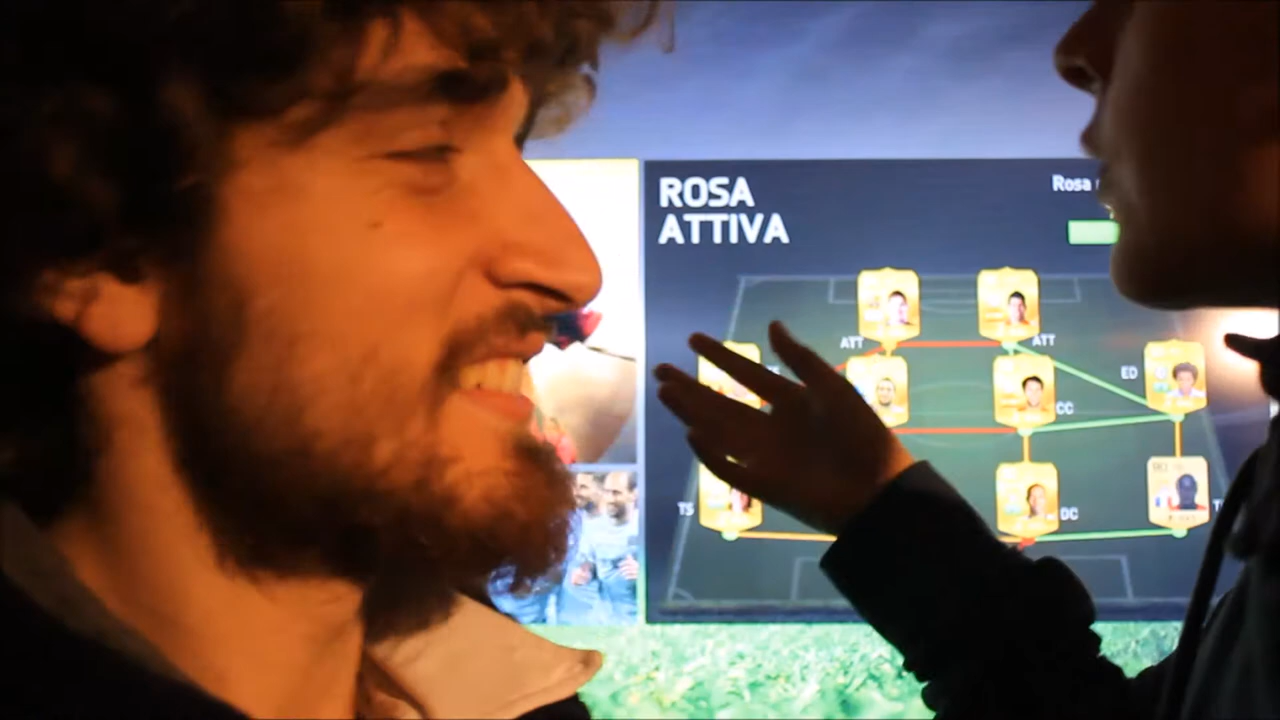 ROSA
ATTIVA
Rosa
ATT
ATT
ED
CC
TS
DC